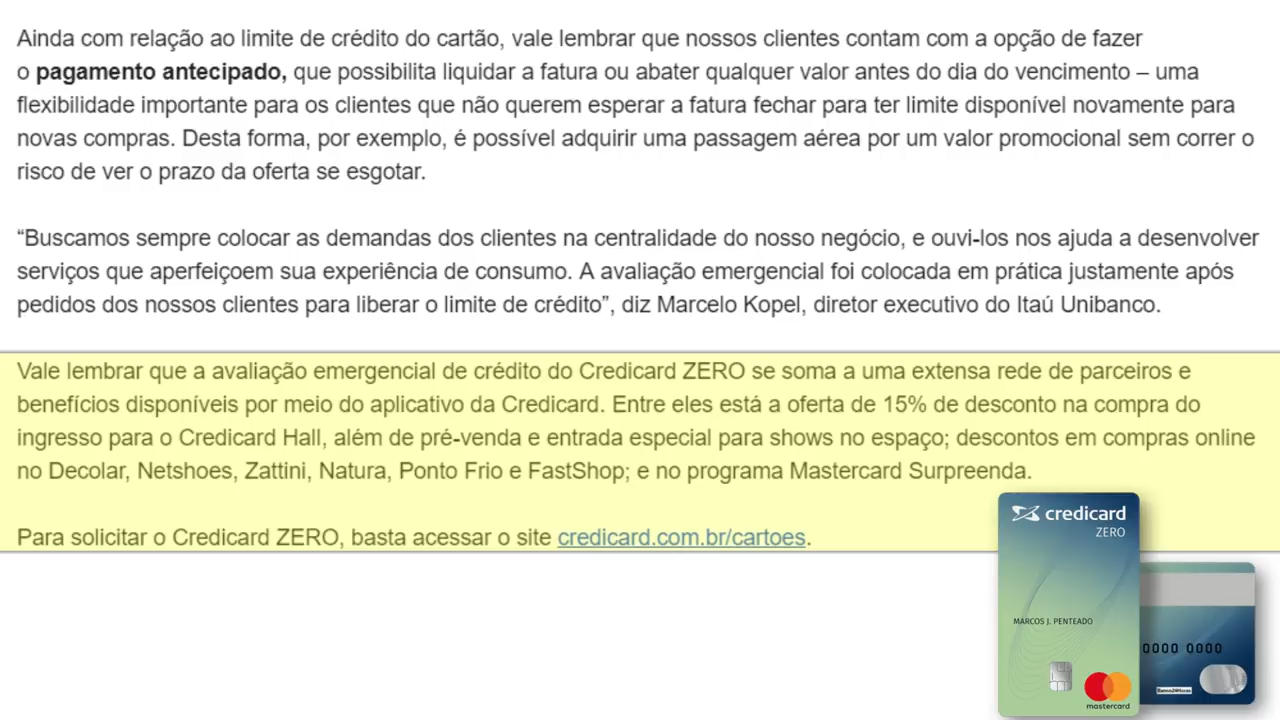 Ainda com relação ao limite de crédito do cartão, vale lembrar que nossos clientes contam com a opção de fazer
o pagamento antecipado, que possibilita liquidar a fatura ou abater qualquer valor antes do dia do vencimento – uma
flexibilidade importante para os clientes que não querem esperar a fatura fechar para ter limite disponível novamente para
novas compras. Desta forma, por exemplo, é possível adquirir uma passagem aérea por um valor promocional sem correr o
risco de ver o prazo da oferta se esgotar.
“Buscamos sempre colocar as demandas dos clientes na centralidade do nosso negócio, e ouvi-los nos ajuda a desenvolver
serviços que aperfeiçoem sua experiência de consumo. A avaliação emergencial foi colocada em prática justamente após
pedidos dos nossos clientes para liberar o limite de crédito”, diz Marcelo Kopel, diretor executivo do Itaú Unibanco.
Vale lembrar que a avaliação emergencial de crédito do Credicard ZERO se soma a uma extensa rede de parceiros e
benefícios disponíveis por meio do aplicativo da Credicard. Entre eles está a oferta de 15% de desconto na compra do
ingresso para o Credicard Hall, além de pré-venda e entrada especial para shows no espaço; descontos em compras online
no Decolar, Netshoes, Zattini, Natura, Ponto Frio e FastShop; e no programa Mastercard Surpreenda.
Para solicitar o Credicard ZERO, basta acessar o site credicard.com.br/cartoes.
credicard
ZERO
MARCOS J. PENTEADO
mastercard
0000 0000
Banco24Horas